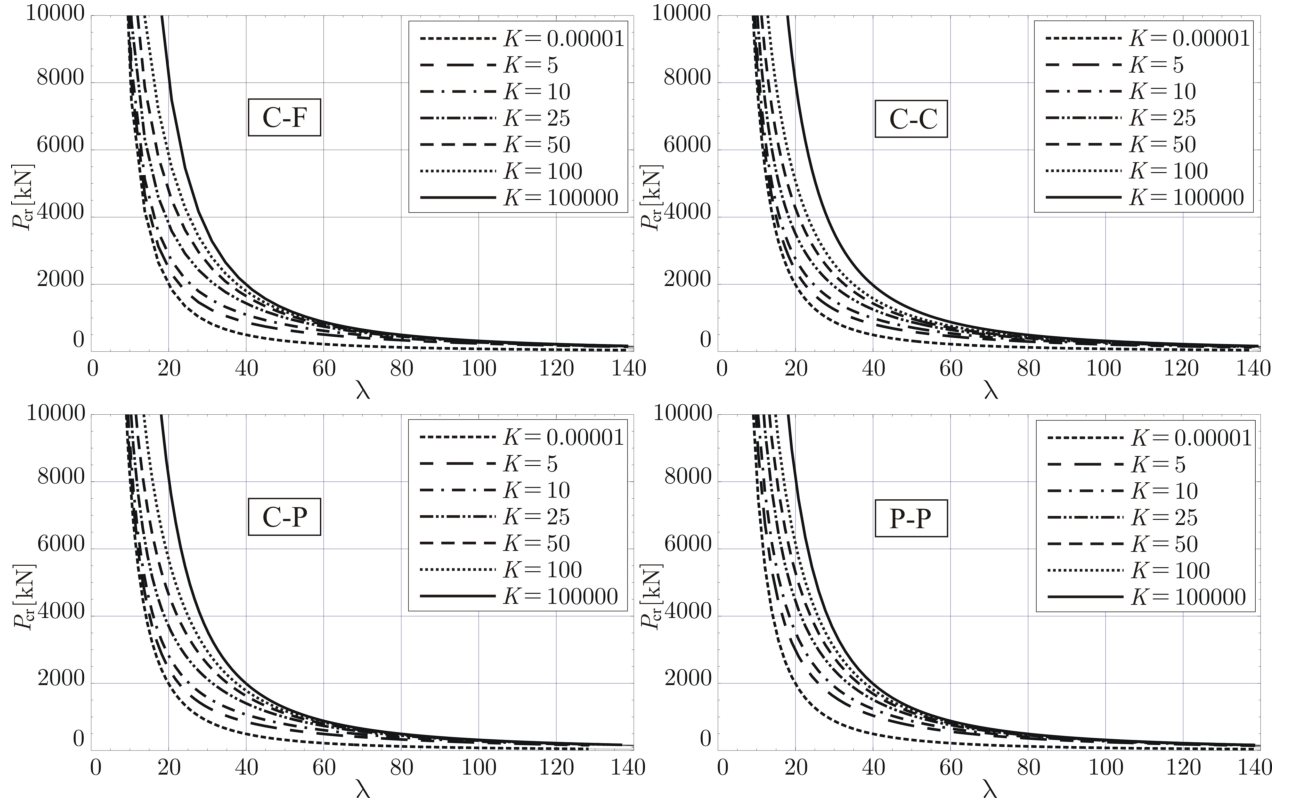 10000
8000
6000
4000
2000
0
P_cr[kN]
0 20 40 60 80 100 120 140
λ
C-F
K = 0.00001
K = 5
K = 10
K = 25
K = 50
K = 100
K = 100000
10000
8000
6000
4000
2000
0
P_cr[kN]
0 20 40 60 80 100 120 140
λ
C-C
K = 0.00001
K = 5
K = 10
K = 25
K = 50
K = 100
K = 100000
10000
8000
6000
4000
2000
0
P_cr[kN]
0 20 40 60 80 100 120 140
λ
C-P
K = 0.00001
K = 5
K = 10
K = 25
K = 50
K = 100
K = 100000
10000
8000
6000
4000
2000
0
P_cr[kN]
0 20 40 60 80 100 120 140
λ
P-P
K = 0.00001
K = 5
K = 10
K = 25
K = 50
K = 100
K = 100000